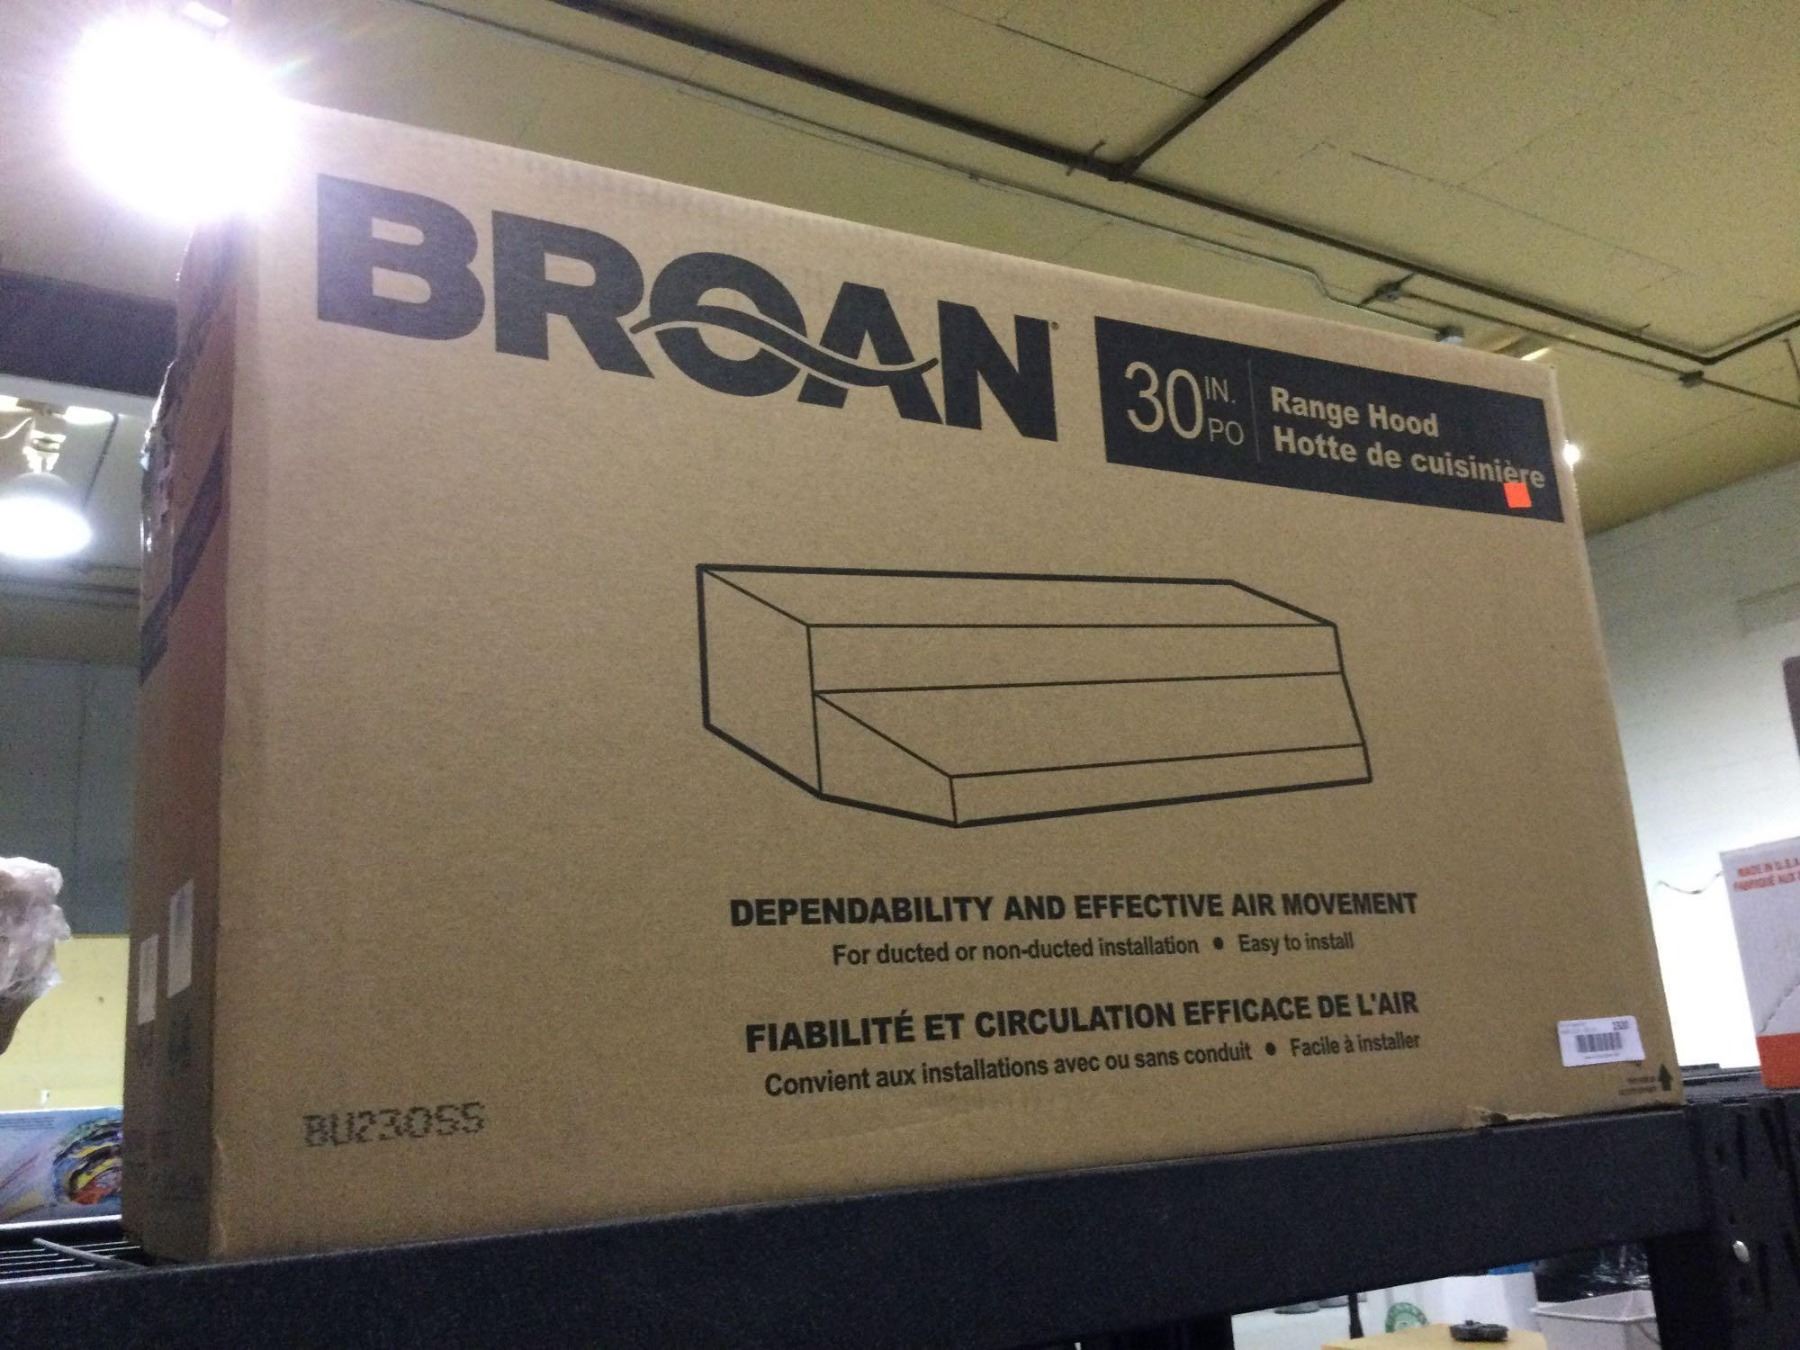 BROAN
30 IN. PO
Range Hood
Hotte de cuisinière
DEPENDABILITY AND EFFECTIVE AIR MOVEMENT
For ducted or non-ducted installation • Easy to install
FIABILITÉ ET CIRCULATION EFFICACE DE L'AIR
Convient aux installations avec ou sans conduit • Facile à installer
BU230SS
MADE IN U.S.A.